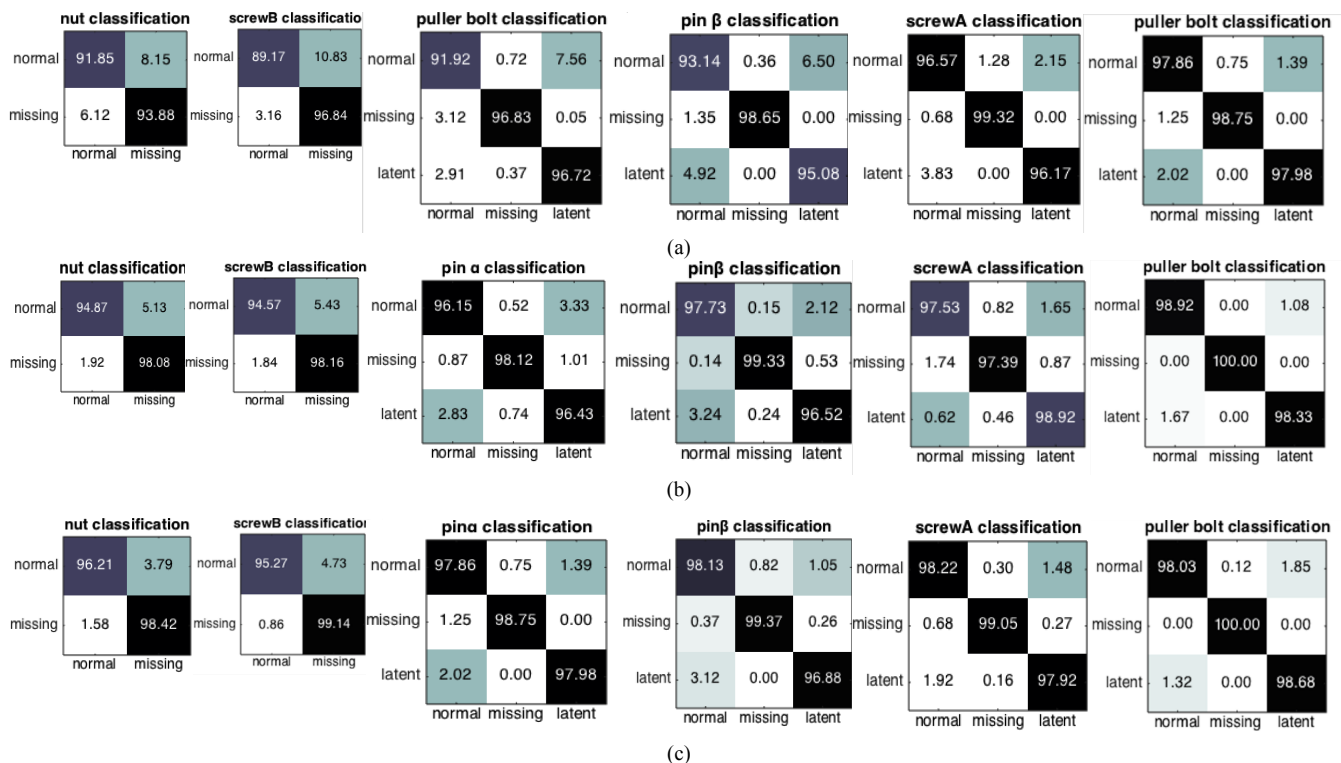 nut classification
normal 91.85 8.15
missing 6.12 93.88
normal missing
screwB classification
normal 89.17 10.83
missing 3.16 96.84
normal missing
puller bolt classification
normal 91.92 0.72 7.56
missing 3.12 96.83 0.05
latent 2.91 0.37 96.72
normal missing latent
pin β classification
normal 93.14 0.36 6.50
missing 1.35 98.65 0.00
latent 4.92 0.00 95.08
normal missing latent
screwA classification
normal 96.57 1.28 2.15
missing 0.68 99.32 0.00
latent 3.83 0.00 96.17
normal missing latent
puller bolt classification
normal 97.86 0.75 1.39
missing 1.25 98.75 0.00
latent 2.02 0.00 97.98
normal missing latent
(a)
nut classification
normal 94.87 5.13
missing 1.92 98.08
normal missing
screwB classification
normal 94.57 5.43
missing 1.84 98.16
normal missing
pin α classification
normal 96.15 0.52 3.33
missing 0.87 98.12 1.01
latent 2.83 0.74 96.43
normal missing latent
pinβ classification
normal 97.73 0.15 2.12
missing 0.14 99.33 0.53
latent 3.24 0.24 96.52
normal missing latent
screwA classification
normal 97.53 0.82 1.65
missing 1.74 97.39 0.87
latent 0.62 0.46 98.92
normal missing latent
puller bolt classification
normal 98.92 0.00 1.08
missing 0.00 100.00 0.00
latent 1.67 0.00 98.33
normal missing latent
(b)
nut classification
normal 96.21 3.79
missing 1.58 98.42
normal missing
screwB classification
normal 95.27 4.73
missing 0.86 99.14
normal missing
pinα classification
normal 97.86 0.75 1.39
missing 1.25 98.75 0.00
latent 2.02 0.00 97.98
normal missing latent
pinβ classification
normal 98.13 0.82 1.05
missing 0.37 99.37 0.26
latent 3.12 0.00 96.88
normal missing latent
screwA classification
normal 98.22 0.30 1.48
missing 0.68 99.05 0.27
latent 1.92 0.16 97.92
normal missing latent
puller bolt classification
normal 98.03 0.12 1.85
missing 0.00 100.00 0.00
latent 1.32 0.00 98.68
normal missing latent
(c)